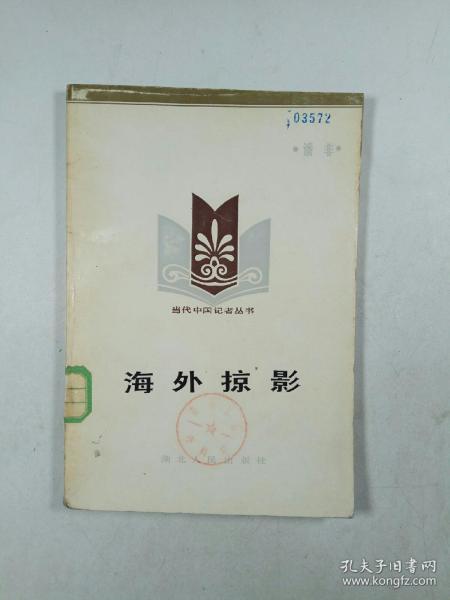 03572
当代中国记者丛书
海外掠影
湖北人民出版社
孔夫子旧书网
www.kongfz.com